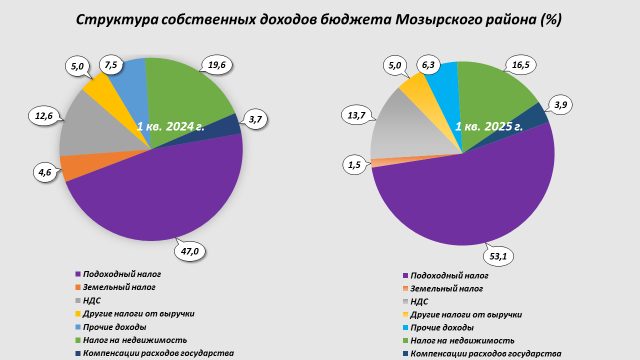 Структура собственных доходов бюджета Мозырского района (%)
5,0
7,5
19,6
12,6
1 кв. 2024 г.
3,7
4,6
47,0
Подоходный налог
Земельный налог
НДС
Другие налоги от выручки
Прочие доходы
Налог на недвижимость
Компенсации расходов государства
5,0
6,3
16,5
13,7
1 кв. 2025 г.
3,9
1,5
53,1
Подоходный налог
Земельный налог
НДС
Другие налоги от выручки
Прочие доходы
Налог на недвижимость
Компенсации расходов государства